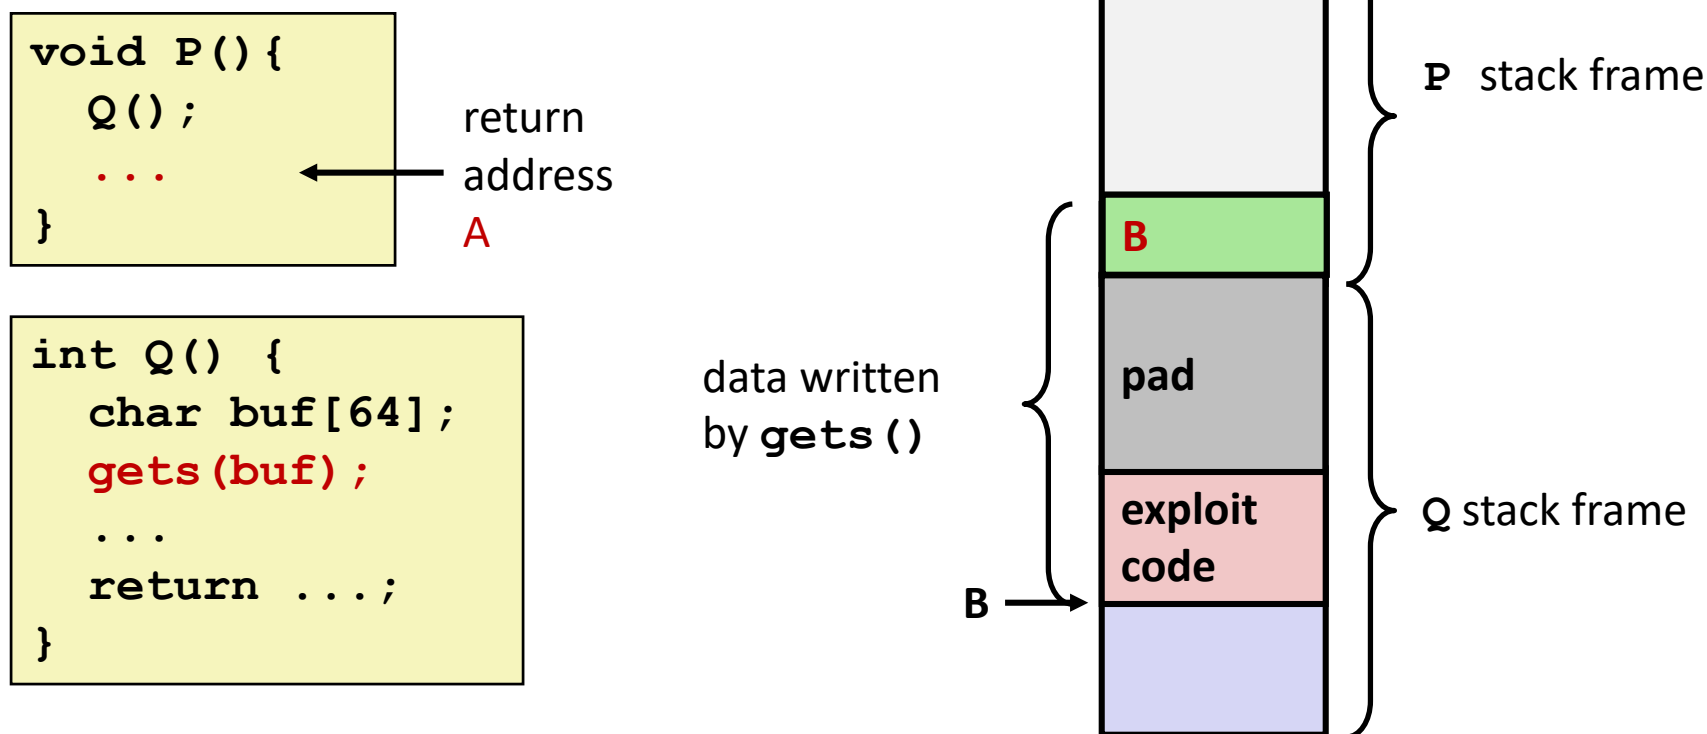 void P(){
  Q();
  ...
}
return
address
A
int Q() {
  char buf[64];
  gets(buf);
  ...
  return ...;
}
data written
by gets()
B
B
pad
exploit
code
P stack frame
Q stack frame